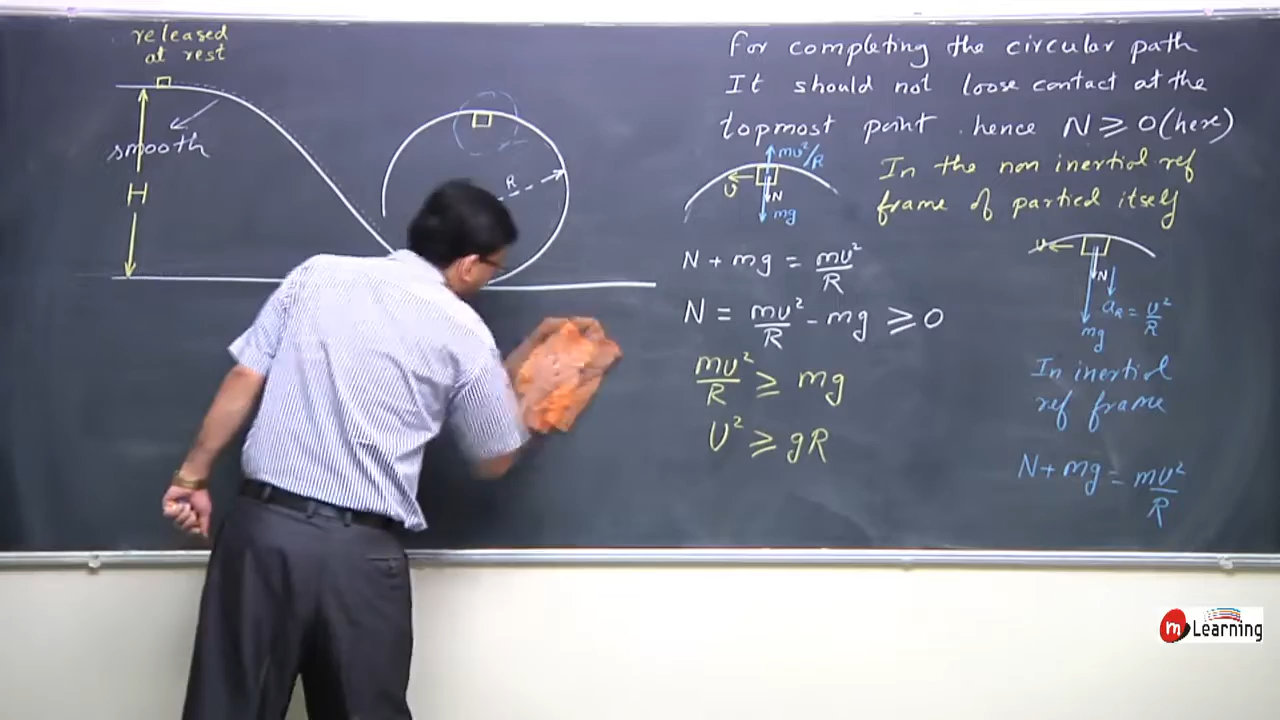 released
at rest
smooth
H
R
For completing the circular path
It should not loose contact at the
topmost point hence N ≥ 0 (here)
In the non inertial ref
frame of particd itself
mv²/R
v
N
mg
N + mg = mv²/R
N = mv²/R - mg ≥ 0
mv²/R ≥ mg
v² ≥ gR
v
N
a_R = v²/R
mg
In inertial
ref frame
N + mg = mv²/R
m Learning